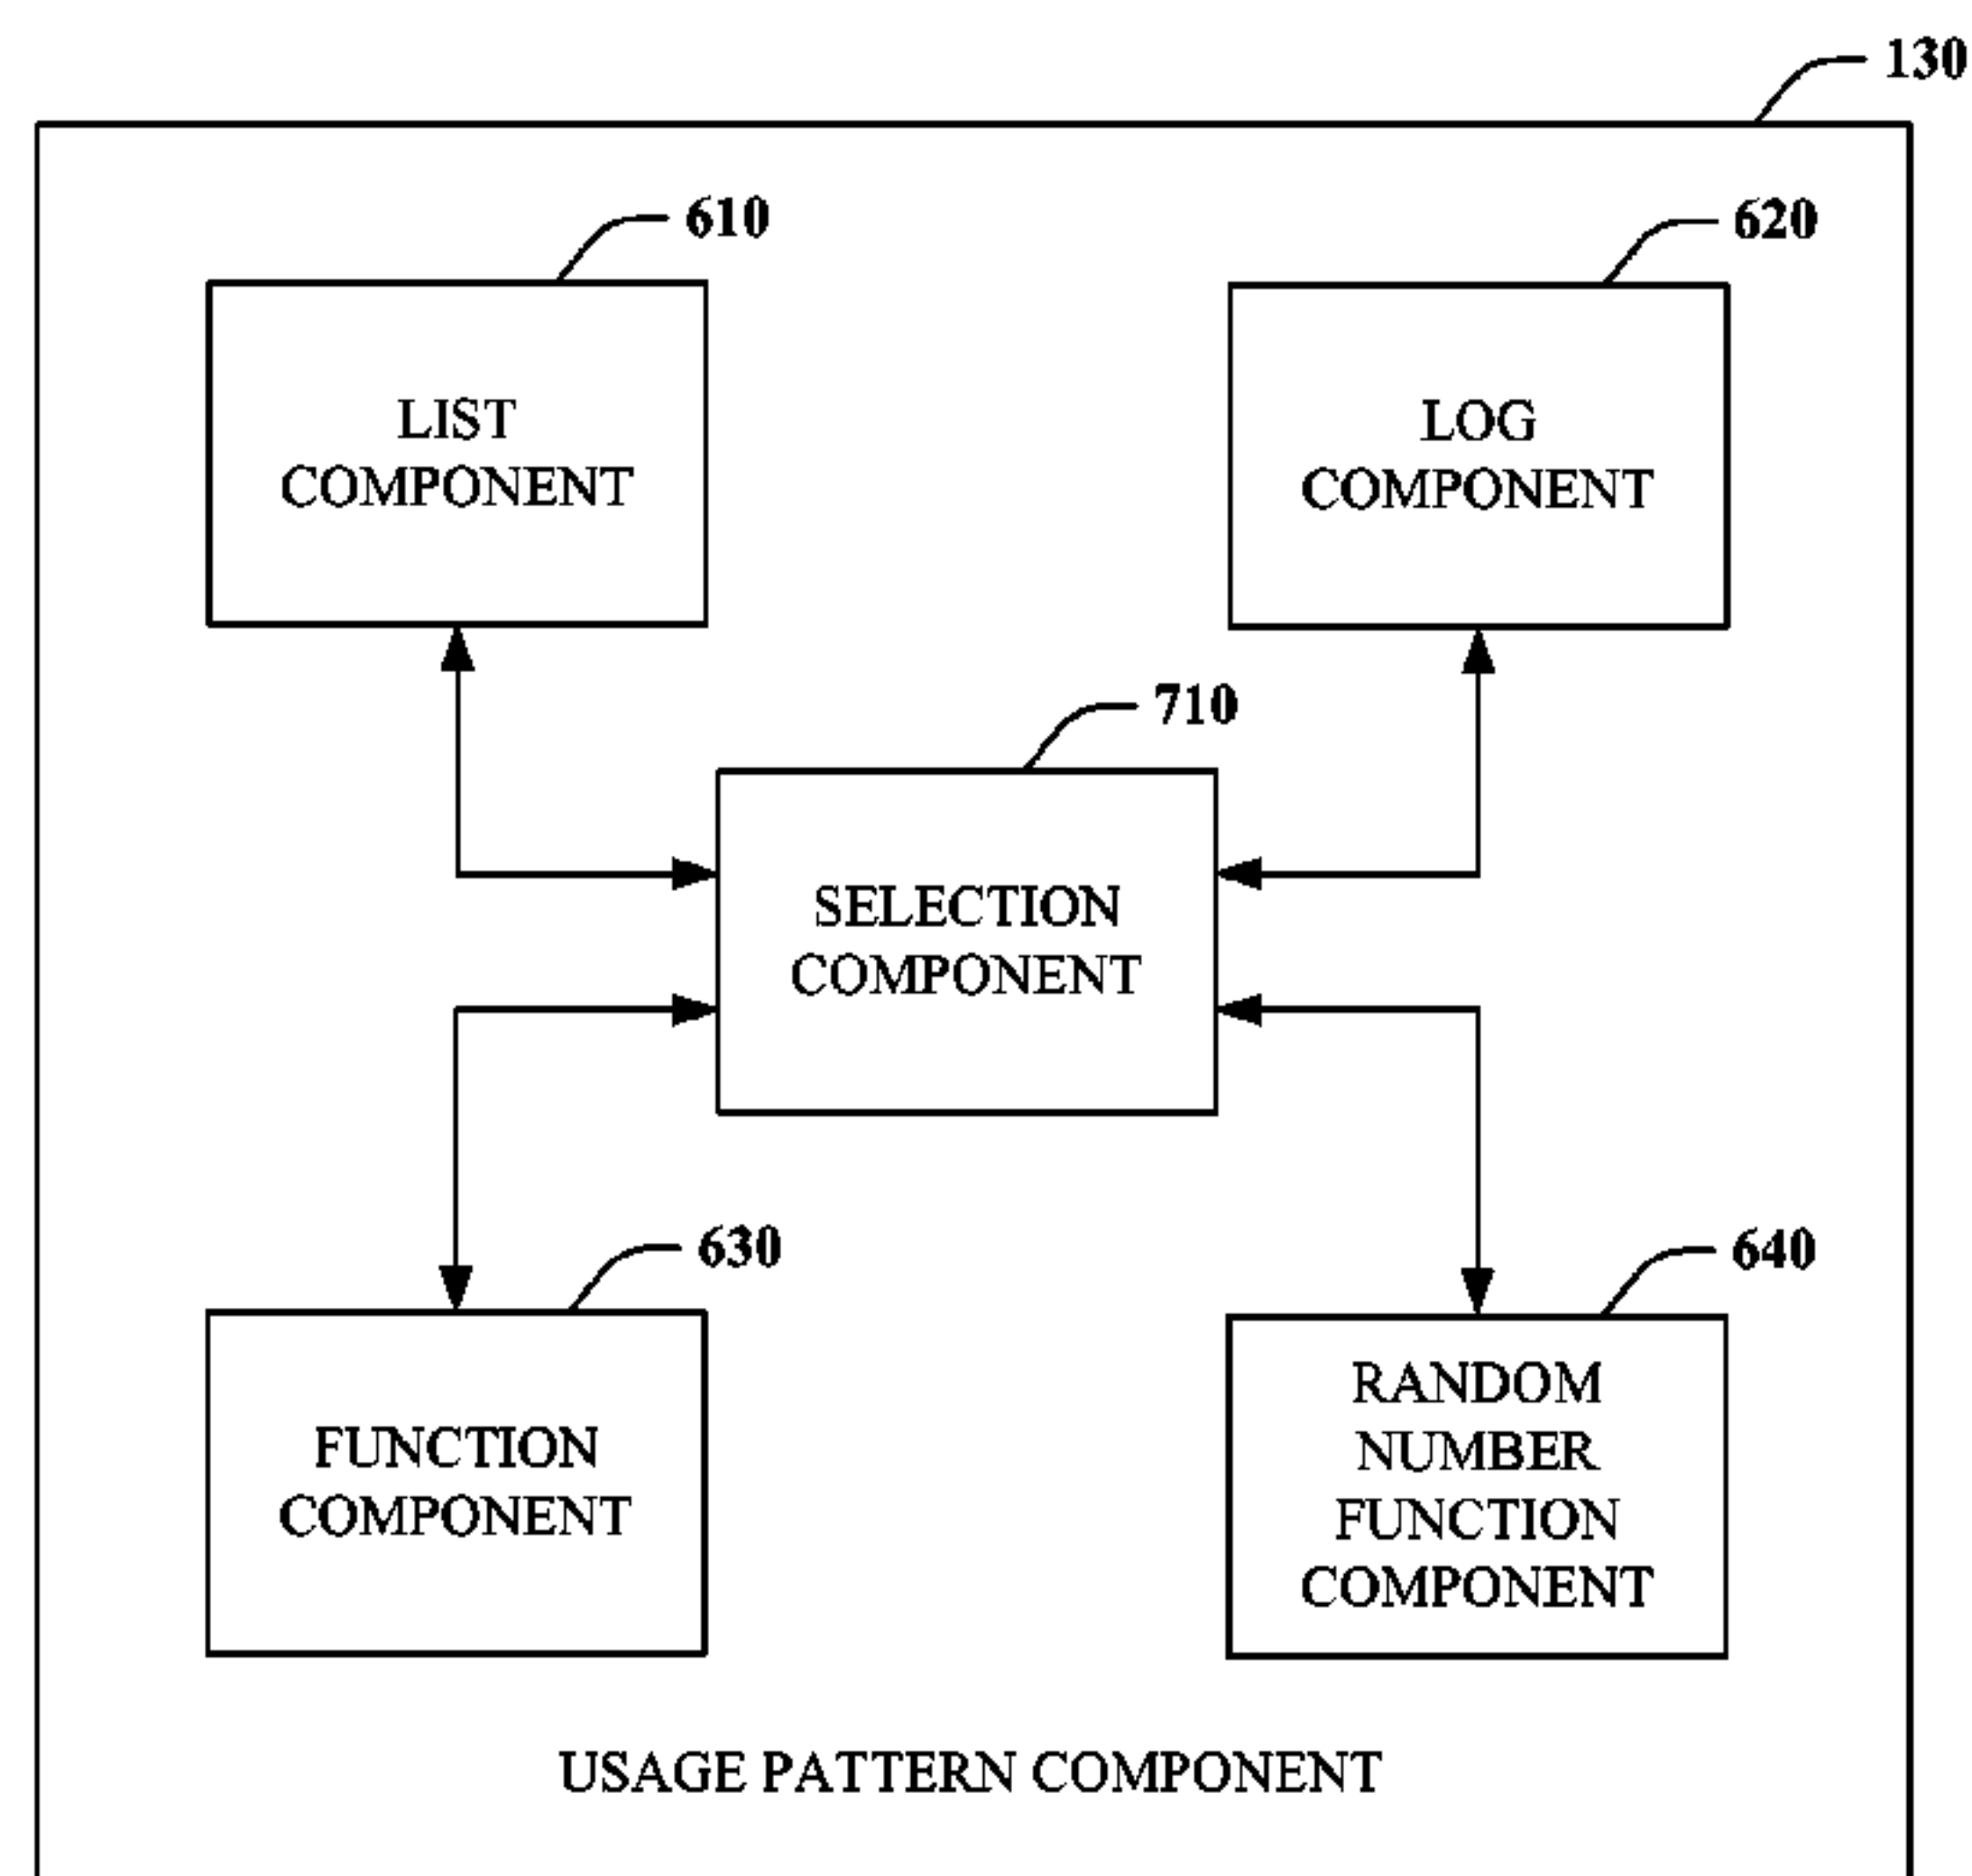 130
610
620
LIST
COMPONENT
LOG
COMPONENT
710
SELECTION
COMPONENT
630
640
FUNCTION
COMPONENT
RANDOM
NUMBER
FUNCTION
COMPONENT
USAGE PATTERN COMPONENT